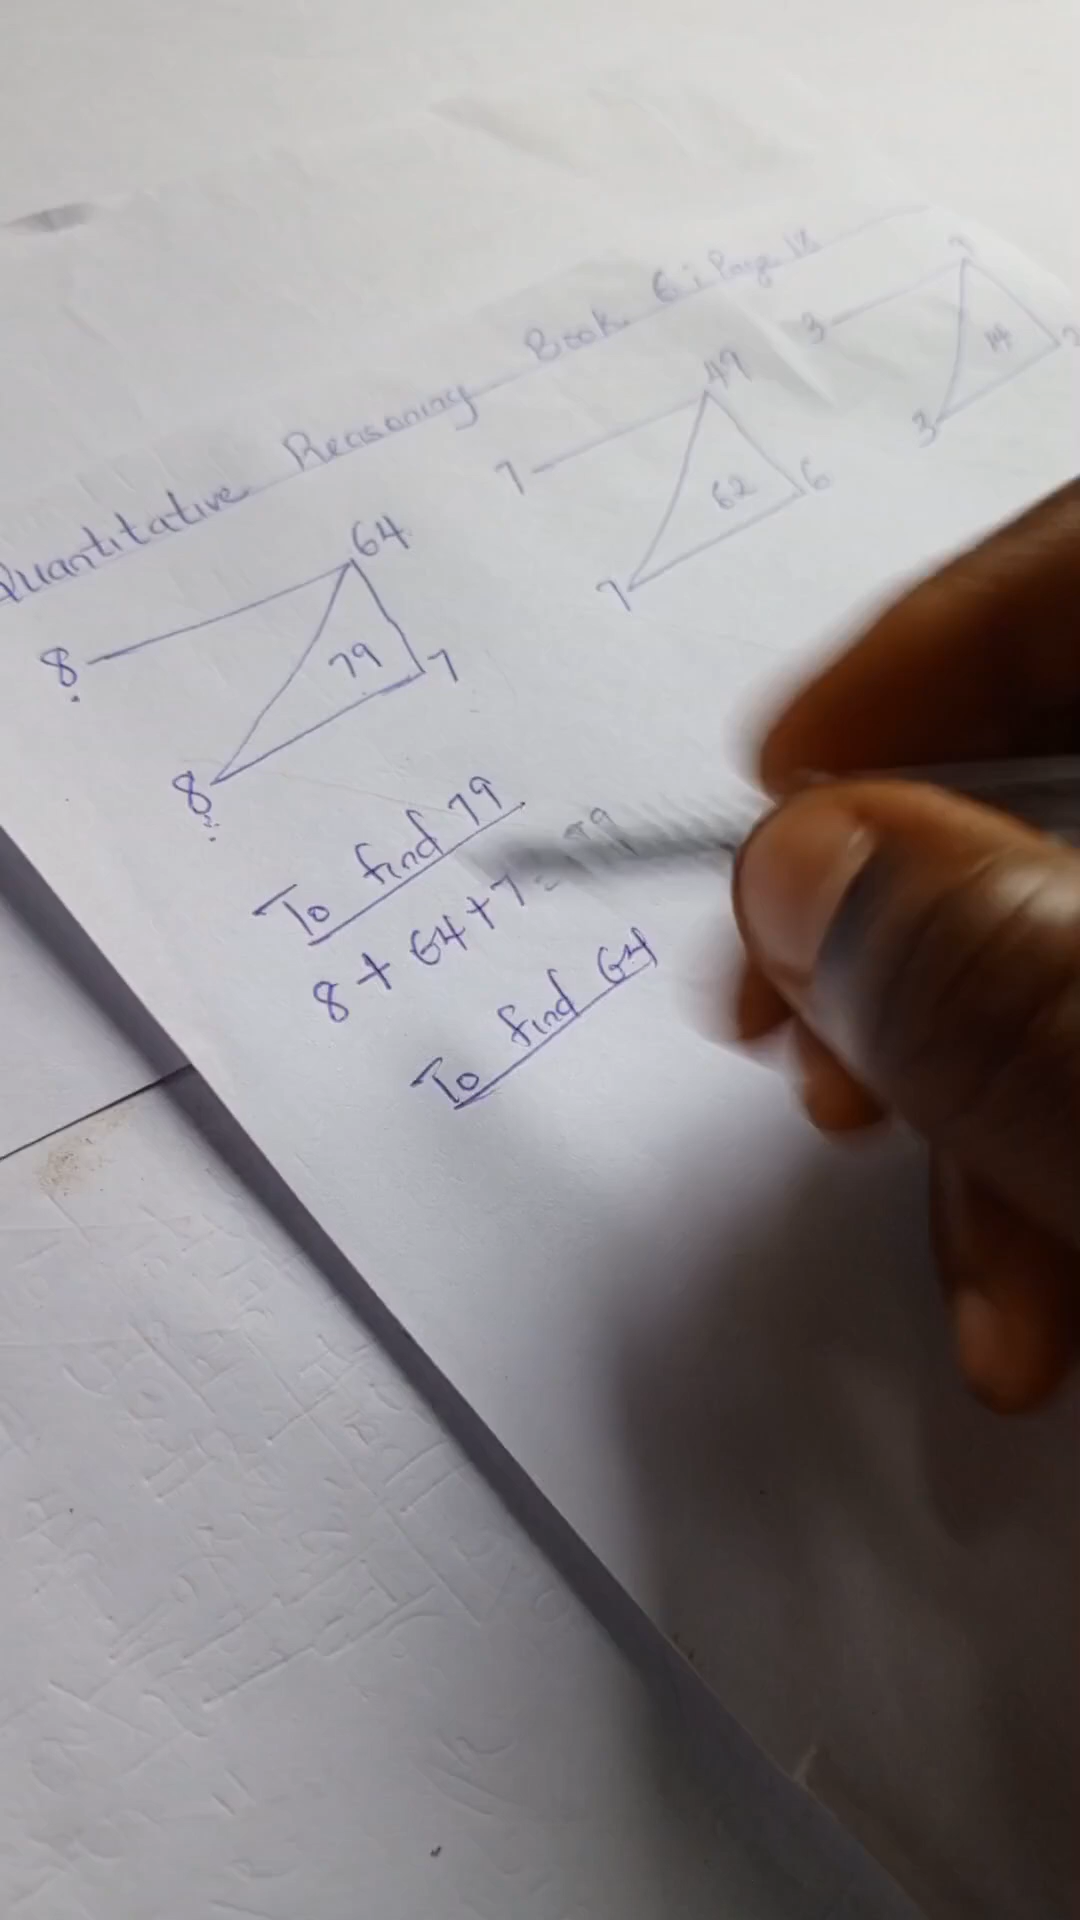 Quantitative Reasoning Book 6 ; Page 18
8 64 79 7 8
7 49 62 6 7
3 14 3
To find 79
8 + 64 + 7 = 79
To find 64